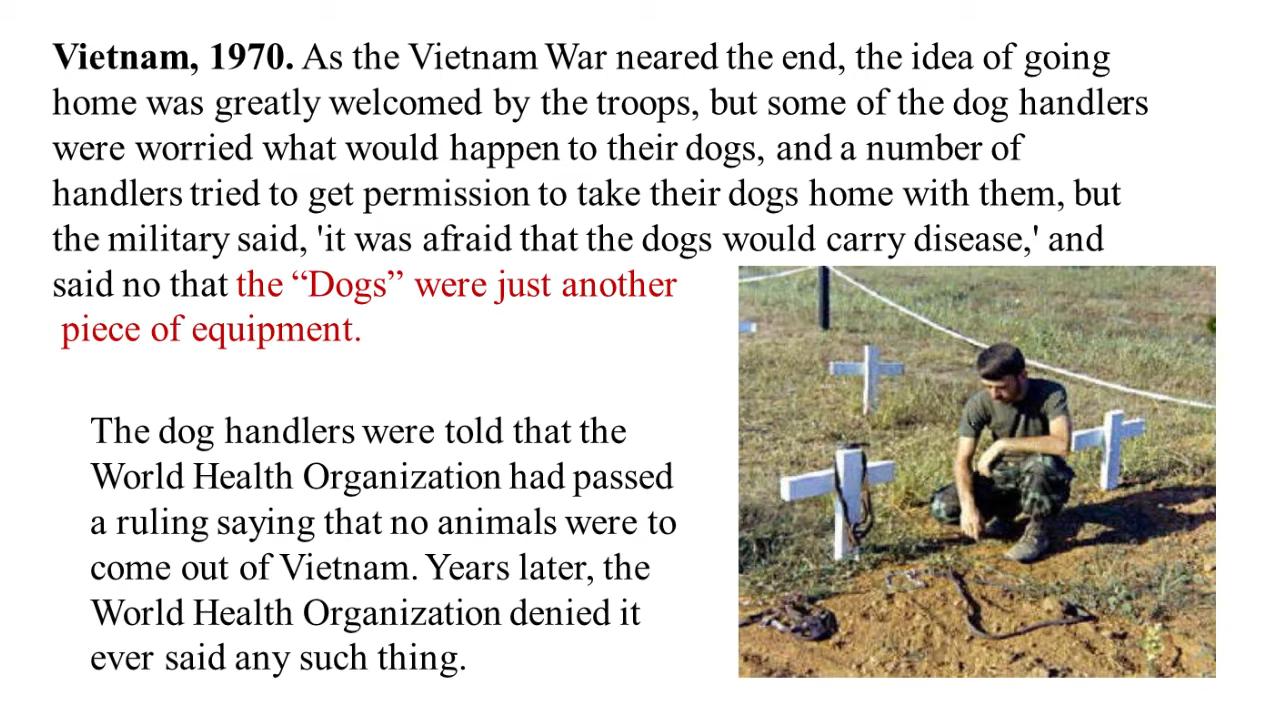 Vietnam, 1970. As the Vietnam War neared the end, the idea of going
home was greatly welcomed by the troops, but some of the dog handlers
were worried what would happen to their dogs, and a number of
handlers tried to get permission to take their dogs home with them, but
the military said, 'it was afraid that the dogs would carry disease,' and
said no that the “Dogs” were just another
piece of equipment.
The dog handlers were told that the
World Health Organization had passed
a ruling saying that no animals were to
come out of Vietnam. Years later, the
World Health Organization denied it
ever said any such thing.